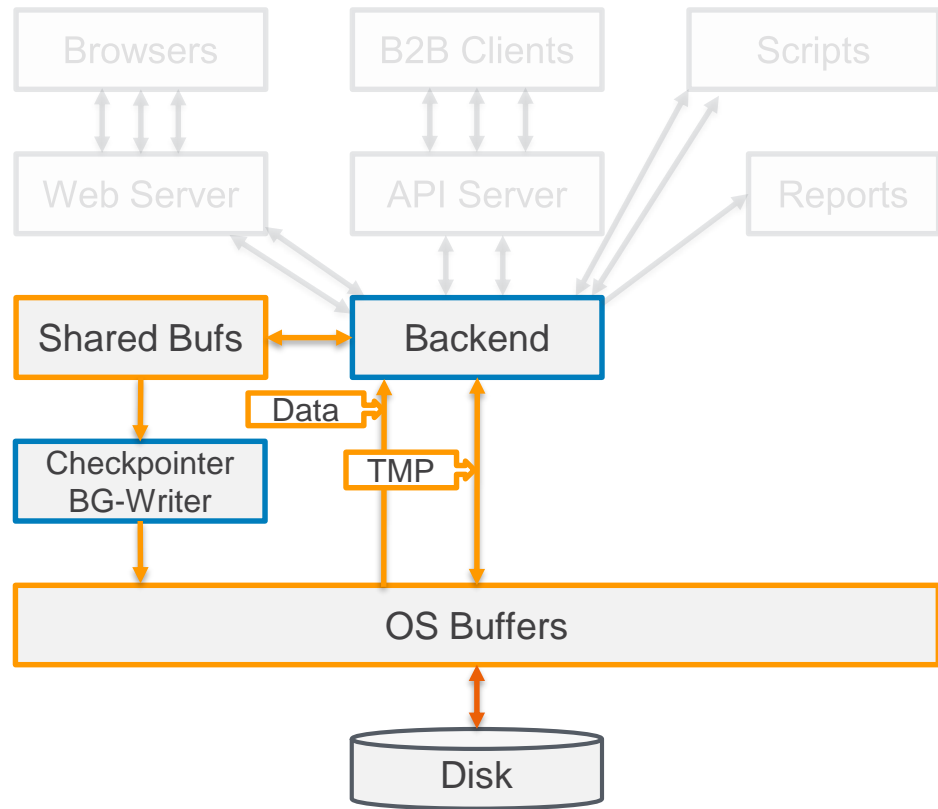 Browsers
B2B Clients
Scripts
Web Server
API Server
Reports
Shared Bufs
Backend
Data
Checkpointer
BG-Writer
TMP
OS Buffers
Disk